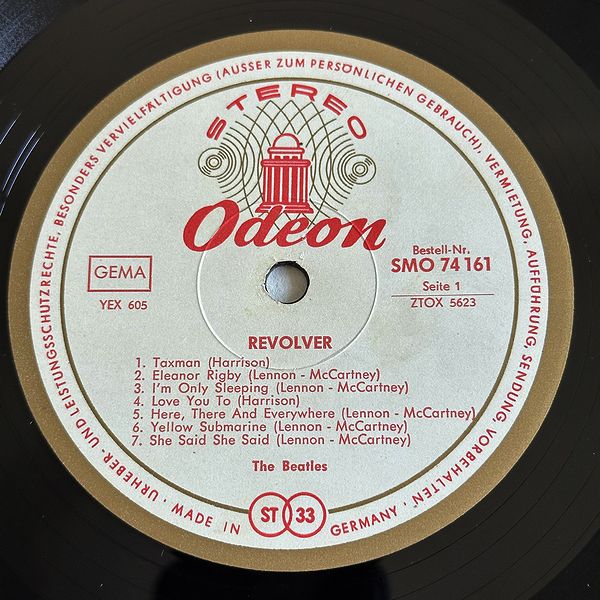 URHEBER- UND LEISTUNGSSCHUTZRECHTE, BESONDERS VERVIELFÄLTIGUNG (AUSSER ZUM PERSÖNLICHEN GEBRAUCH), VERMIETUNG, AUFFÜHRUNG, SENDUNG, VORBEHALTEN ·
STEREO
Odeon
GEMA
YEX 605
Bestell-Nr.
SMO 74 161
Seite 1
ZTOX 5623
REVOLVER
1. Taxman (Harrison)
2. Eleanor Rigby (Lennon - McCartney)
3. I'm Only Sleeping (Lennon - McCartney)
4. Love You To (Harrison)
5. Here, There And Everywhere (Lennon - McCartney)
6. Yellow Submarine (Lennon - McCartney)
7. She Said She Said (Lennon - McCartney)
The Beatles
· MADE IN GERMANY ·
ST 33